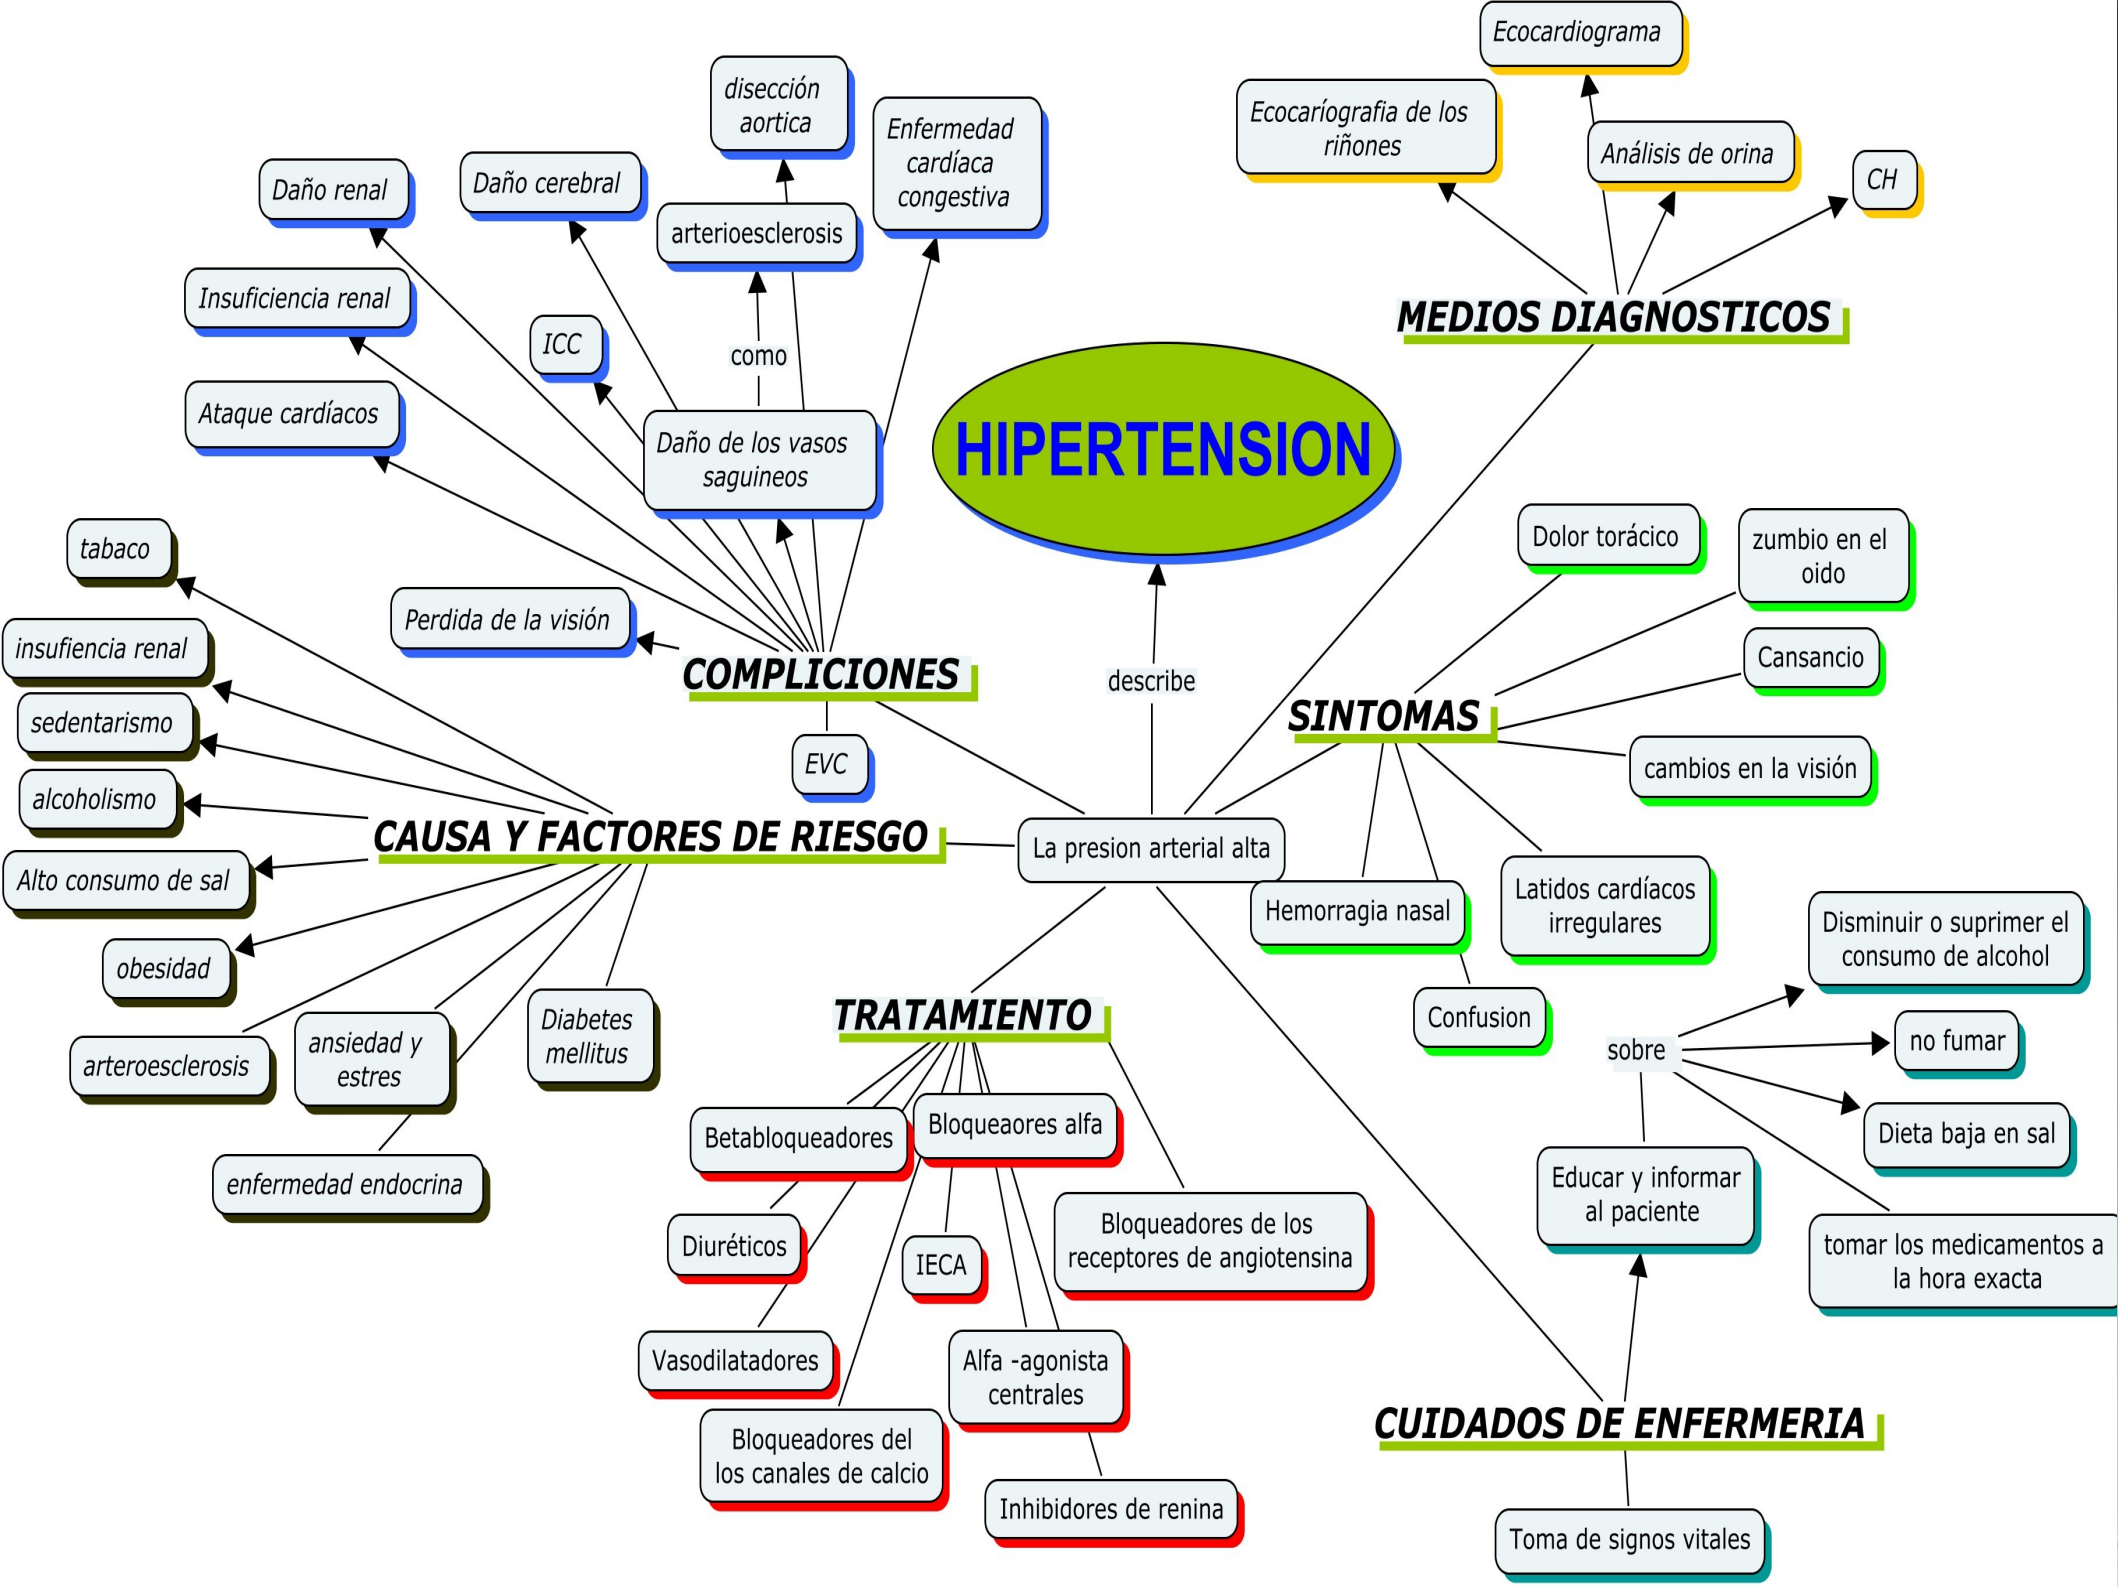 Ecocardiograma
disección
aortica
Ecocaríografia de los
riñones
Enfermedad
cardíaca
congestiva
Análisis de orina
CH
Daño renal
Daño cerebral
arterioesclerosis
Insuficiencia renal
ICC
como
MEDIOS DIAGNOSTICOS
Ataque cardíacos
Daño de los vasos
saguineos
HIPERTENSION
tabaco
Dolor torácico
zumbio en el
oido
Perdida de la visión
insufiencia renal
Cansancio
COMPLICIONES
describe
sedentarismo
SINTOMAS
EVC
cambios en la visión
alcoholismo
CAUSA Y FACTORES DE RIESGO
La presion arterial alta
Alto consumo de sal
Hemorragia nasal
Latidos cardíacos
irregulares
Disminuir o suprimer el
consumo de alcohol
obesidad
TRATAMIENTO
Confusion
Diabetes
mellitus
ansiedad y
estres
arteroesclerosis
sobre
no fumar
Betabloqueadores
Bloqueaores alfa
Dieta baja en sal
enfermedad endocrina
Educar y informar
al paciente
Diuréticos
IECA
Bloqueadores de los
receptores de angiotensina
tomar los medicamentos a
la hora exacta
Vasodilatadores
Alfa -agonista
centrales
Bloqueadores del
los canales de calcio
CUIDADOS DE ENFERMERIA
Inhibidores de renina
Toma de signos vitales